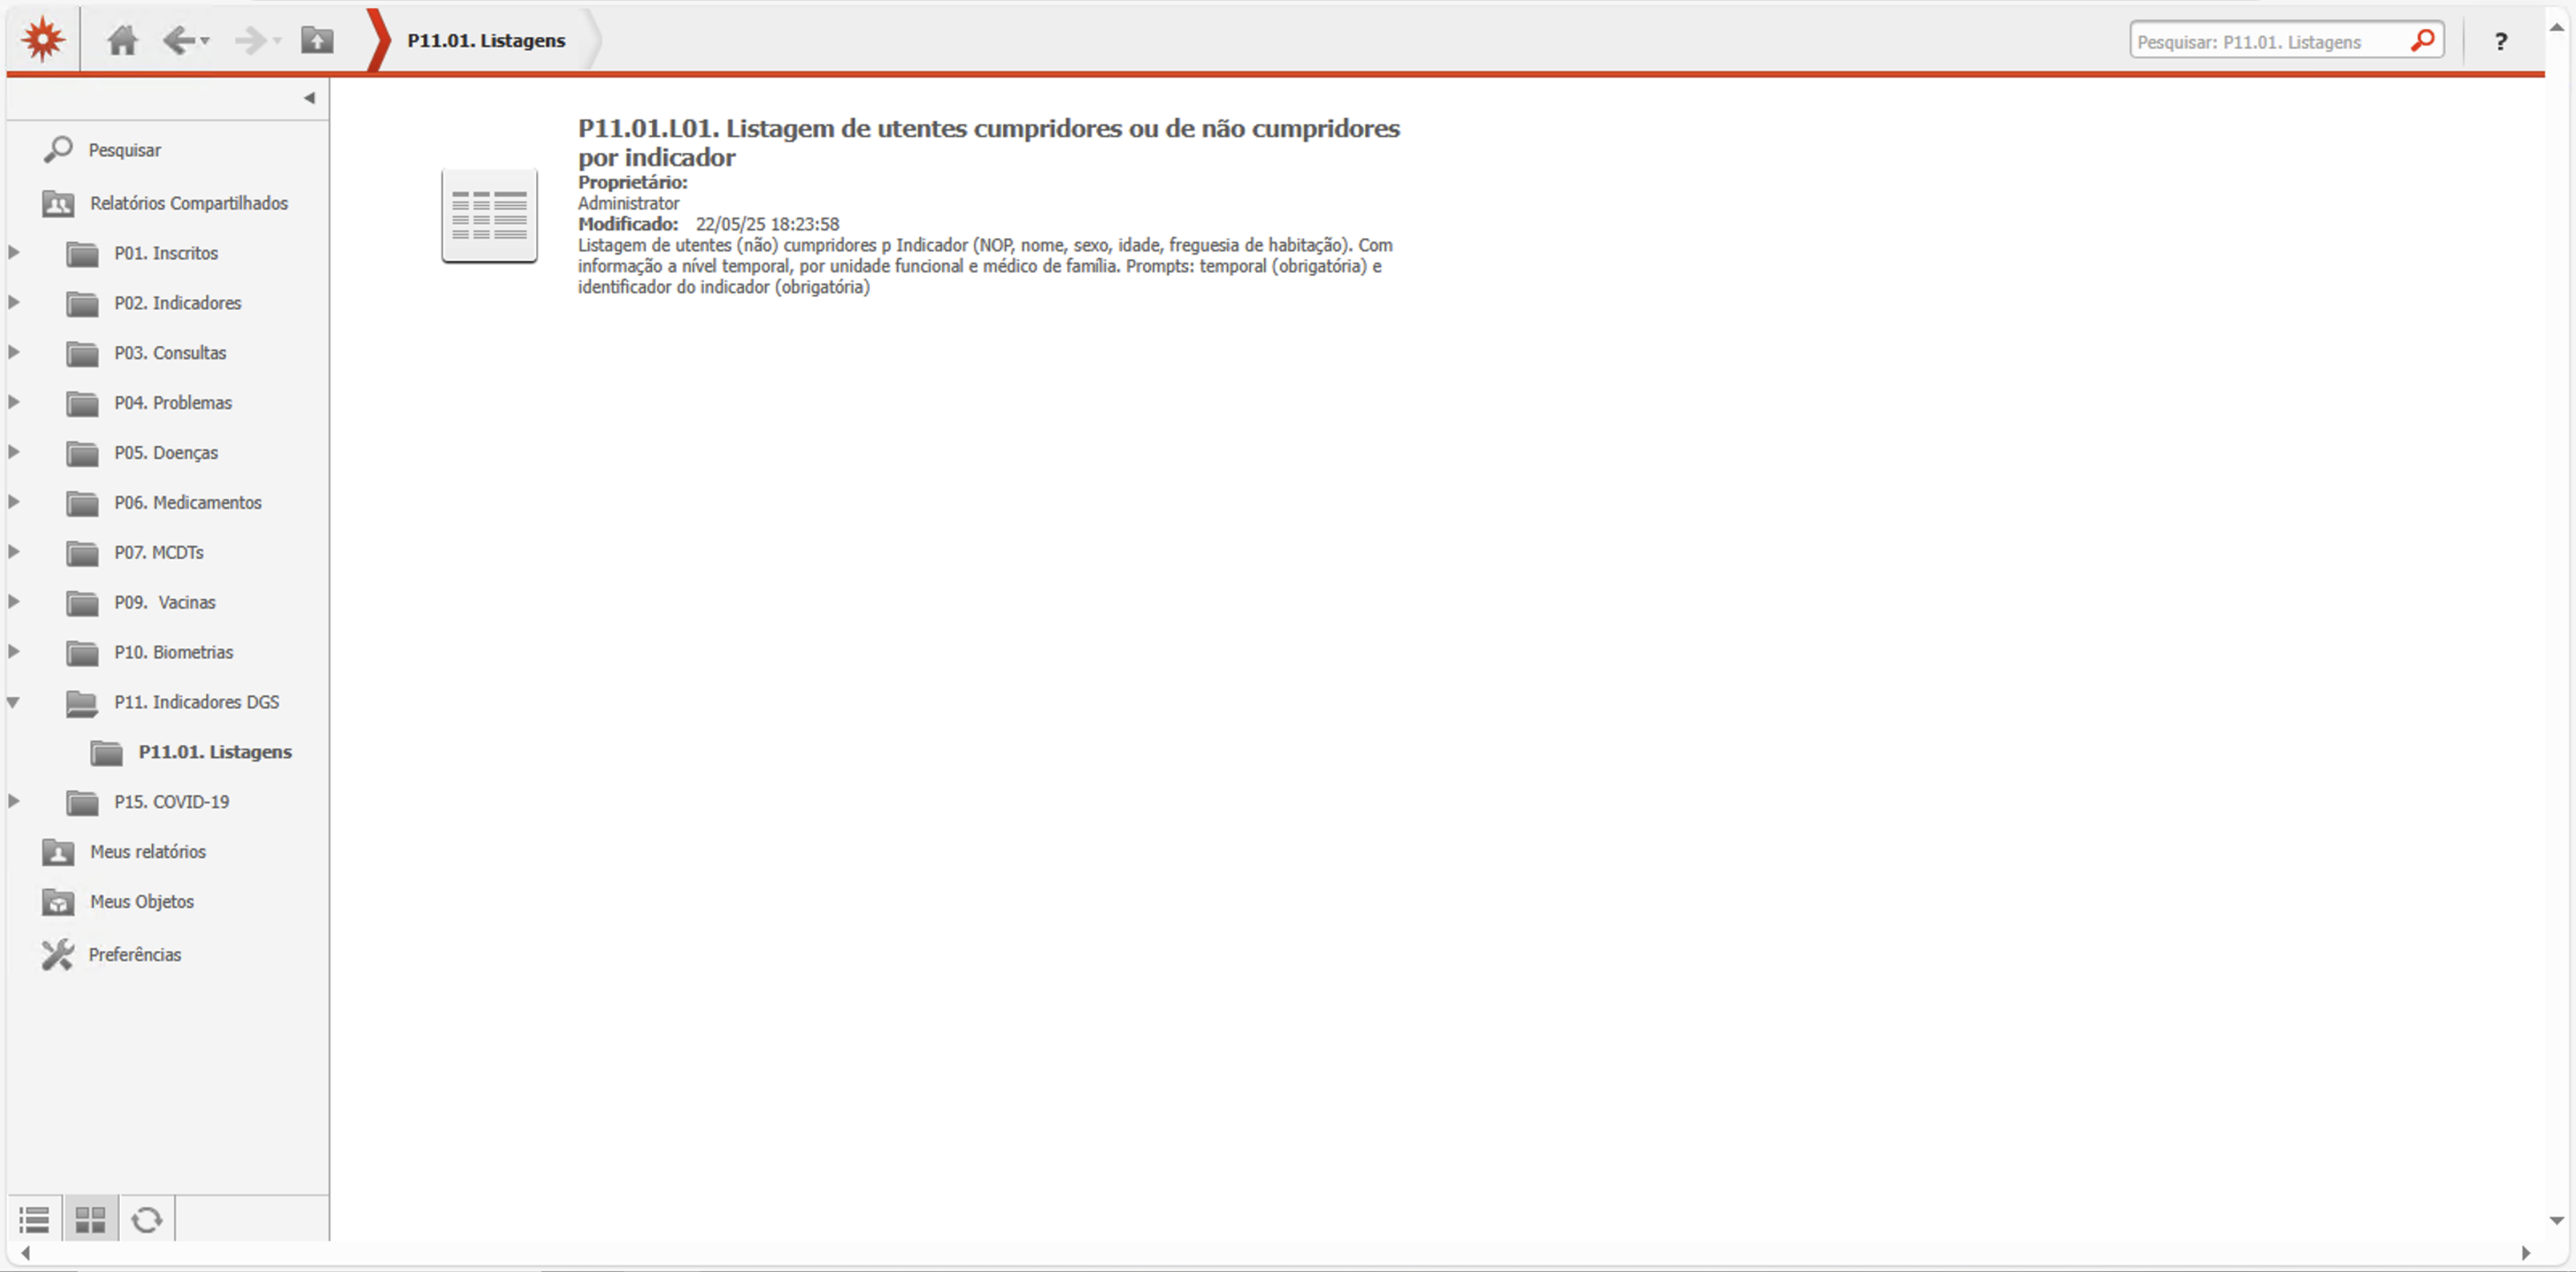 P11.01. Listagens
Pesquisar: P11.01. Listagens
?
Pesquisar
Relatórios Compartilhados
P01. Inscritos
P02. Indicadores
P03. Consultas
P04. Problemas
P05. Doenças
P06. Medicamentos
P07. MCDTs
P09.  Vacinas
P10. Biometrias
P11. Indicadores DGS
P11.01. Listagens
P15. COVID-19
Meus relatórios
Meus Objetos
Preferências
P11.01.L01. Listagem de utentes cumpridores ou de não cumpridores
por indicador
Proprietário:
Administrator
Modificado: 22/05/25 18:23:58
Listagem de utentes (não) cumpridores p Indicador (NOP, nome, sexo, idade, freguesia de habitação). Com
informação a nível temporal, por unidade funcional e médico de família. Prompts: temporal (obrigatória) e
identificador do indicador (obrigatória)